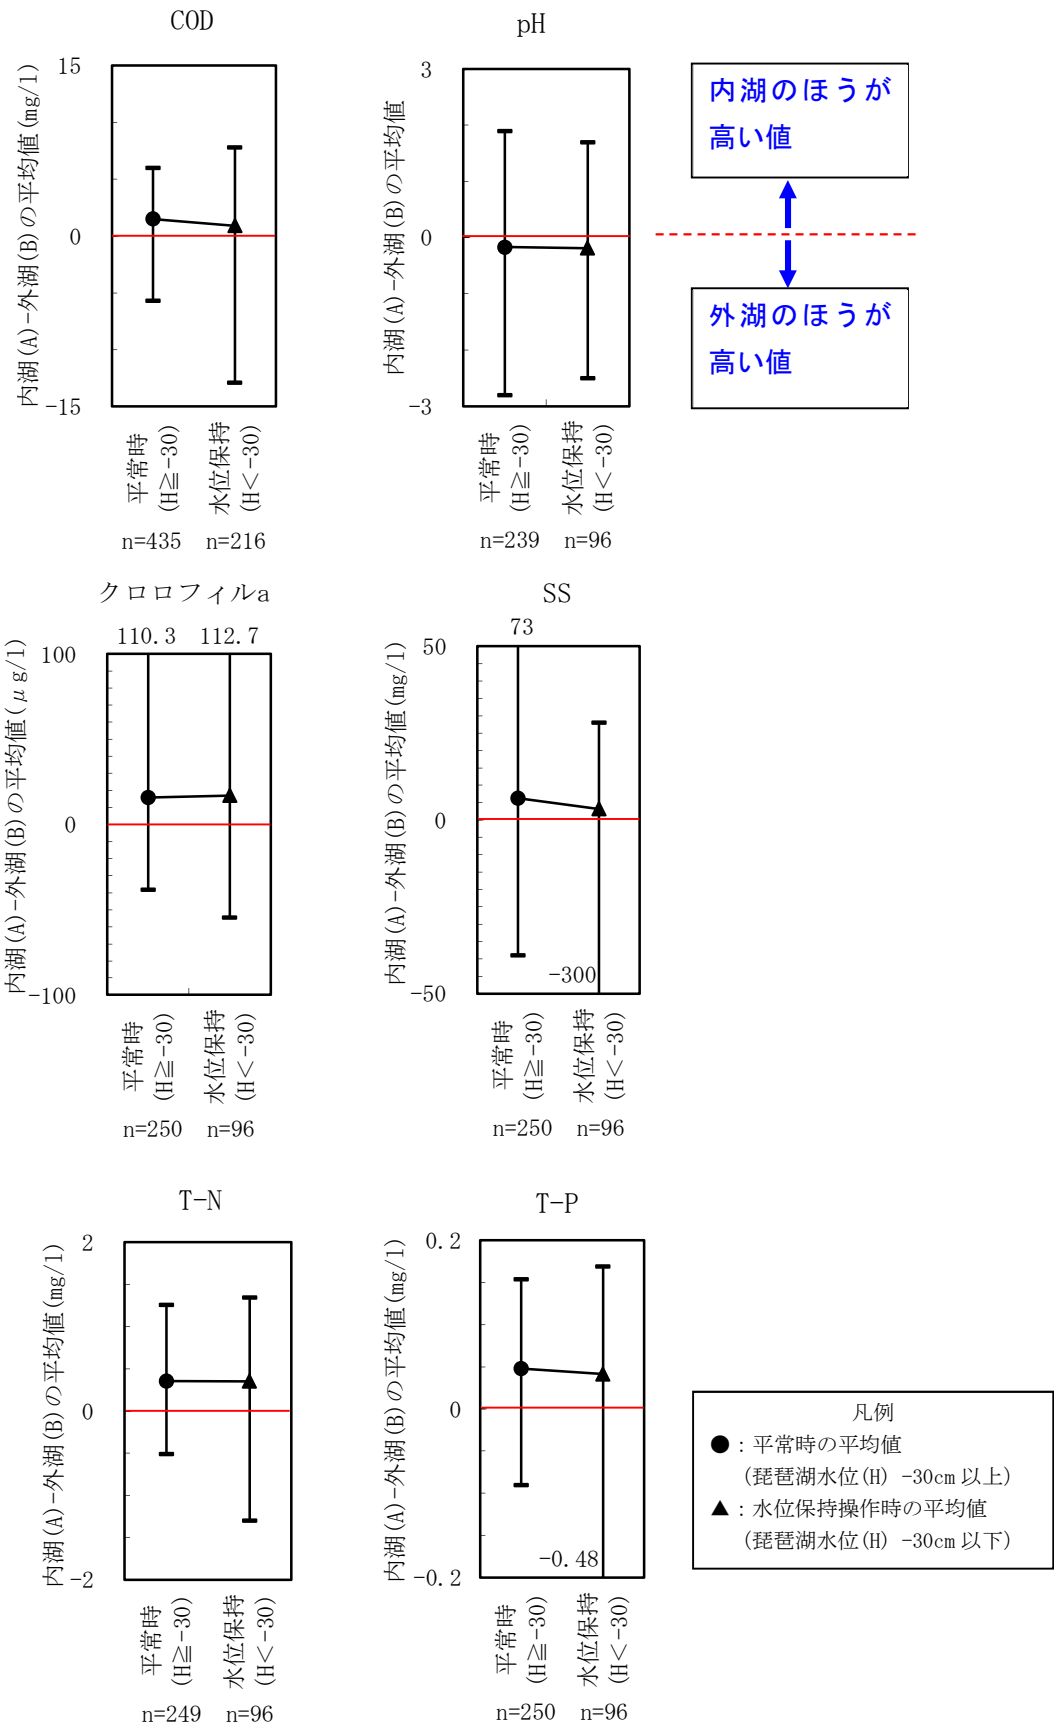 COD
内湖(A)-外湖(B)の平均値(mg/l)
15
0
-15
平常時
(H≧-30)
水位保持
(H<-30)
n=435
n=216
pH
内湖(A)-外湖(B)の平均値
3
0
-3
平常時
(H≧-30)
水位保持
(H<-30)
n=239
n=96
内湖のほうが
高い値
外湖のほうが
高い値
クロロフィルa
内湖(A)-外湖(B)の平均値(μg/l)
110.3
112.7
100
0
-100
平常時
(H≧-30)
水位保持
(H<-30)
n=250
n=96
SS
内湖(A)-外湖(B)の平均値(mg/l)
73
50
0
-300
-50
平常時
(H≧-30)
水位保持
(H<-30)
n=250
n=96
T-N
内湖(A)-外湖(B)の平均値(mg/l)
2
0
-2
平常時
(H≧-30)
水位保持
(H<-30)
n=249
n=96
T-P
内湖(A)-外湖(B)の平均値(mg/l)
0.2
0
-0.48
-0.2
平常時
(H≧-30)
水位保持
(H<-30)
n=250
n=96
凡例
●：平常時の平均値
(琵琶湖水位(H) -30cm以上)
▲：水位保持操作時の平均値
(琵琶湖水位(H) -30cm以下)